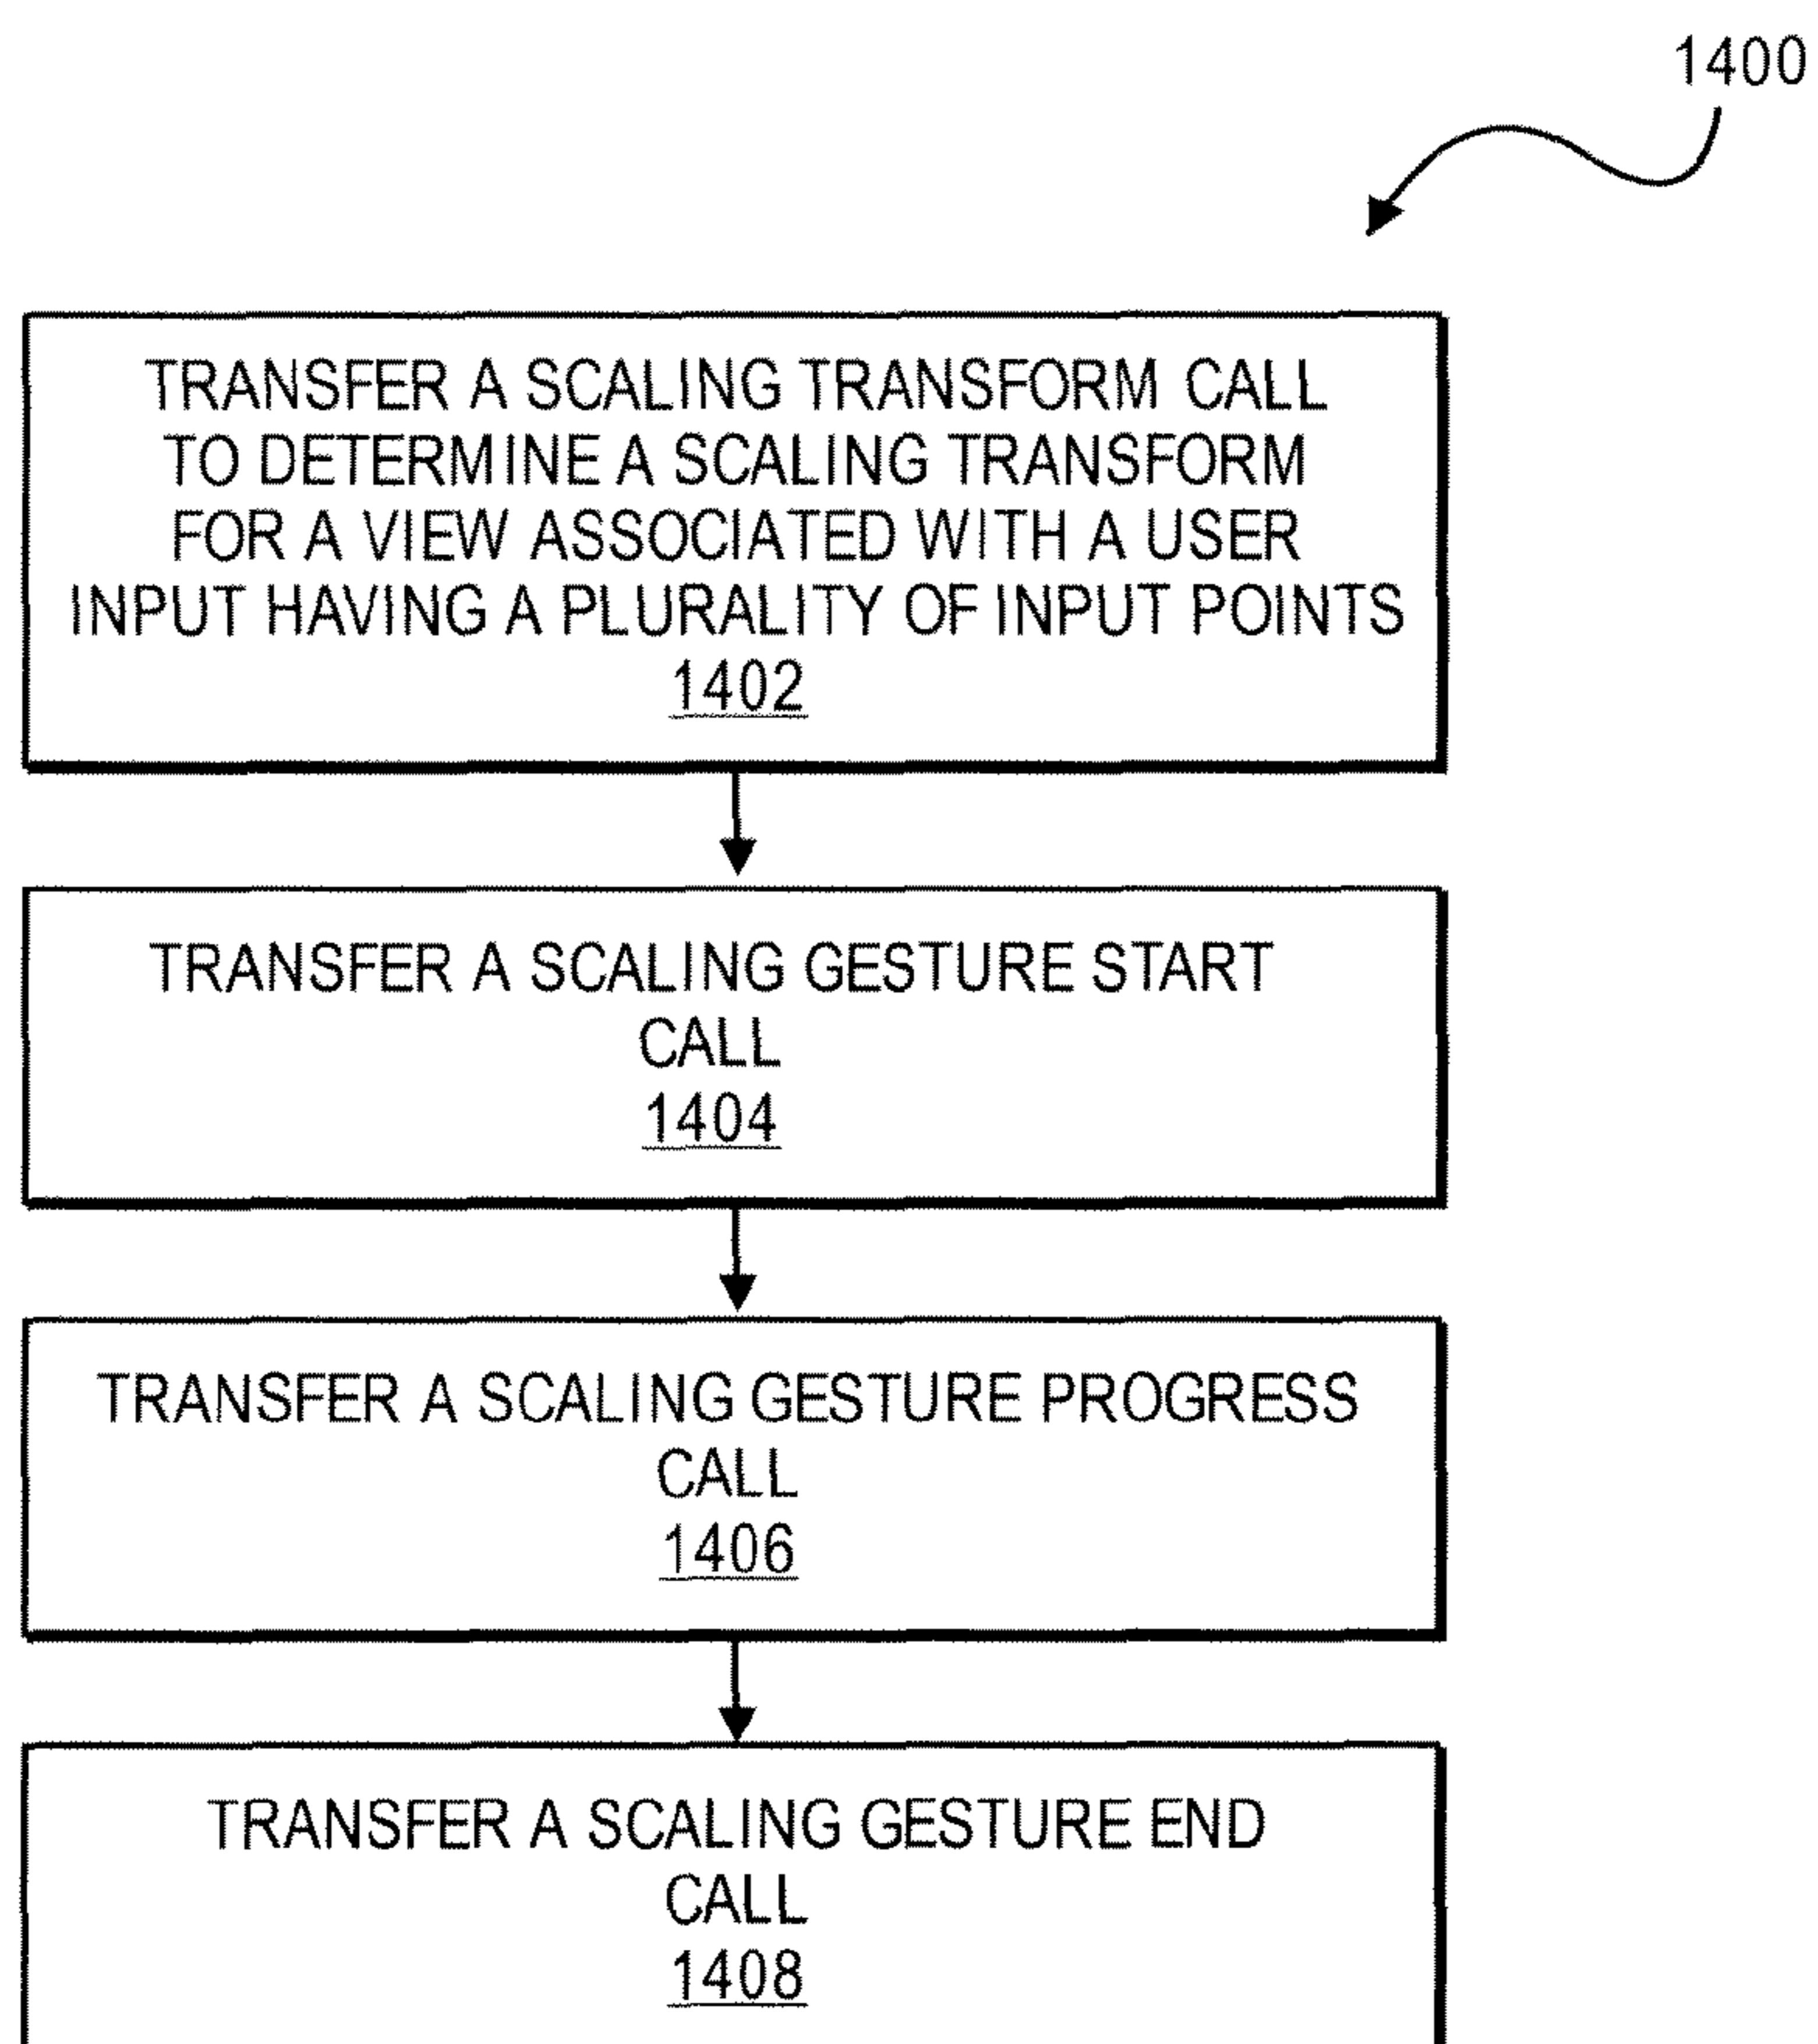 1400
TRANSFER A SCALING TRANSFORM CALL
TO DETERMINE A SCALING TRANSFORM
FOR A VIEW ASSOCIATED WITH A USER
INPUT HAVING A PLURALITY OF INPUT POINTS
1402
TRANSFER A SCALING GESTURE START
CALL
1404
TRANSFER A SCALING GESTURE PROGRESS
CALL
1406
TRANSFER A SCALING GESTURE END
CALL
1408